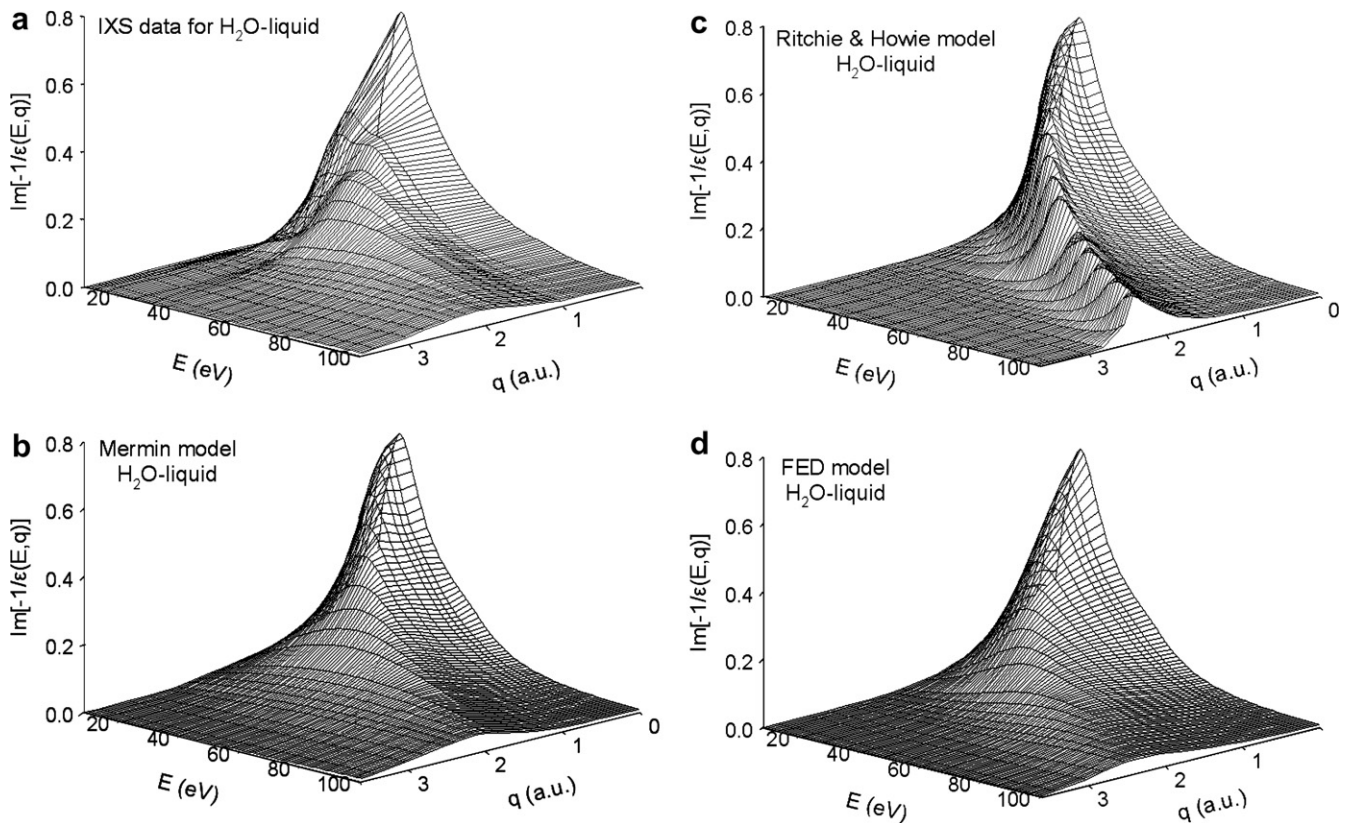 a
IXS data for H₂O-liquid
Im[-1/ε(E,q)]
0.8
0.6
0.4
0.2
0.0
20
40
60
80
100
E (eV)
3
2
1
q (a.u.)
c
Ritchie & Howie model
H₂O-liquid
Im[-1/ε(E,q)]
0.8
0.6
0.4
0.2
0.0
20
40
60
80
100
E (eV)
3
2
1
0
q (a.u.)
b
Mermin model
H₂O-liquid
Im[-1/ε(E,q)]
0.8
0.6
0.4
0.2
0.0
20
40
60
80
100
E (eV)
3
2
1
0
q (a.u.)
d
FED model
H₂O-liquid
Im[-1/ε(E,q)]
0.8
0.6
0.4
0.2
0.0
20
40
60
80
100
E (eV)
3
2
1
q (a.u.)